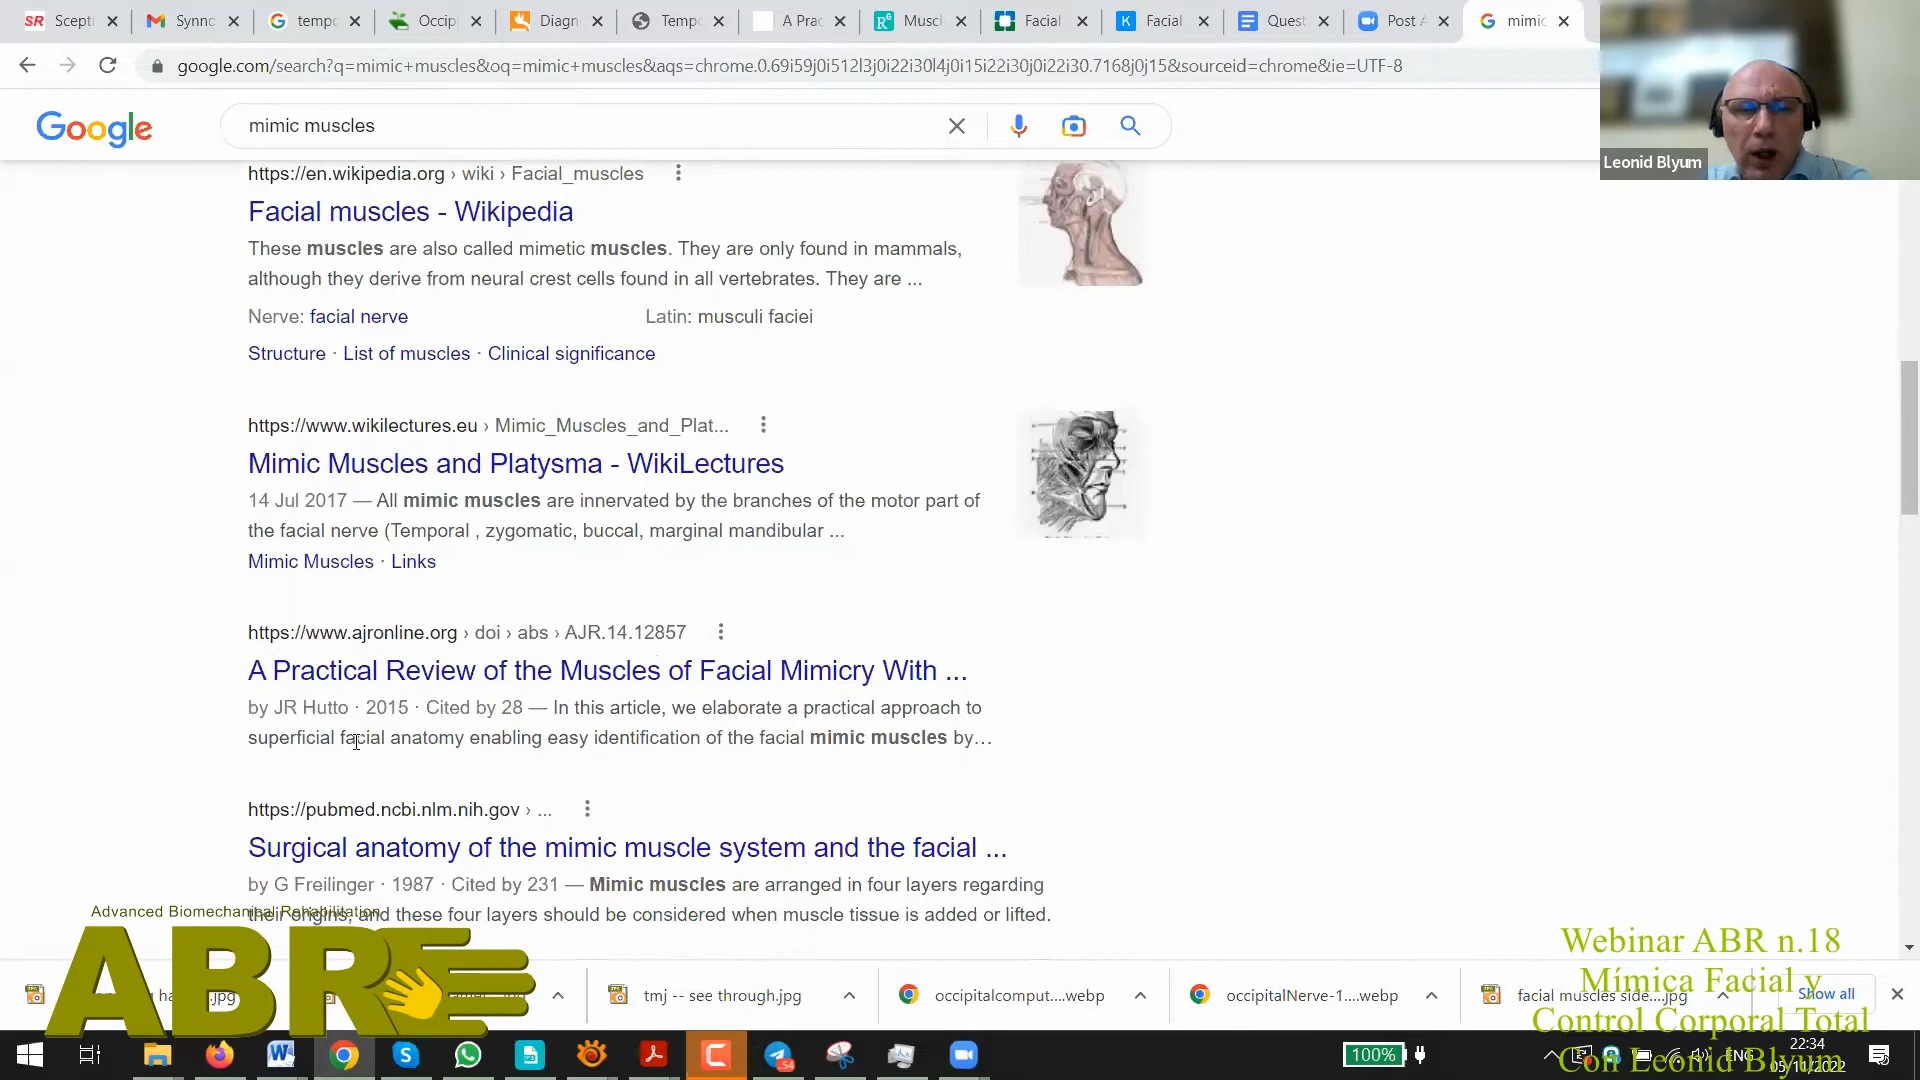 Scepti
Synnc
tempo
Occip
Diagn
Tempo
A Prac
Muscl
Facial
Facial
Quest
Post A
mimic
google.com/search?q=mimic+muscles&oq=mimic+muscles&aqs=chrome.0.69i59j0i512l3j0i22i30l4j0i15i22i30j0i22i30.7168j0j15&sourceid=chrome&ie=UTF-8
Google
mimic muscles
Leonid Blyum
https://en.wikipedia.org › wiki › Facial_muscles
Facial muscles - Wikipedia
These muscles are also called mimetic muscles. They are only found in mammals,
although they derive from neural crest cells found in all vertebrates. They are ...
Nerve: facial nerve
Latin: musculi faciei
Structure · List of muscles · Clinical significance
https://www.wikilectures.eu › Mimic_Muscles_and_Plat...
Mimic Muscles and Platysma - WikiLectures
14 Jul 2017 — All mimic muscles are innervated by the branches of the motor part of
the facial nerve (Temporal , zygomatic, buccal, marginal mandibular ...
Mimic Muscles · Links
https://www.ajronline.org › doi › abs › AJR.14.12857
A Practical Review of the Muscles of Facial Mimicry With ...
by JR Hutto · 2015 · Cited by 28 — In this article, we elaborate a practical approach to
superficial facial anatomy enabling easy identification of the facial mimic muscles by...
https://pubmed.ncbi.nlm.nih.gov › ...
Surgical anatomy of the mimic muscle system and the facial ...
by G Freilinger · 1987 · Cited by 231 — Mimic muscles are arranged in four layers regarding
their origins, and these four layers should be considered when muscle tissue is added or lifted.
Advanced Biomechanical Rehabilitation
ABR
Webinar ABR n.18
Mímica Facial y
Control Corporal Total
Con Leonid Blyum
tmj -- see through.jpg
occipitalcomput....webp
occipitalNerve-1....webp
facial muscles side....jpg
Show all
54
100%
ENG
22:34
05/11/2022